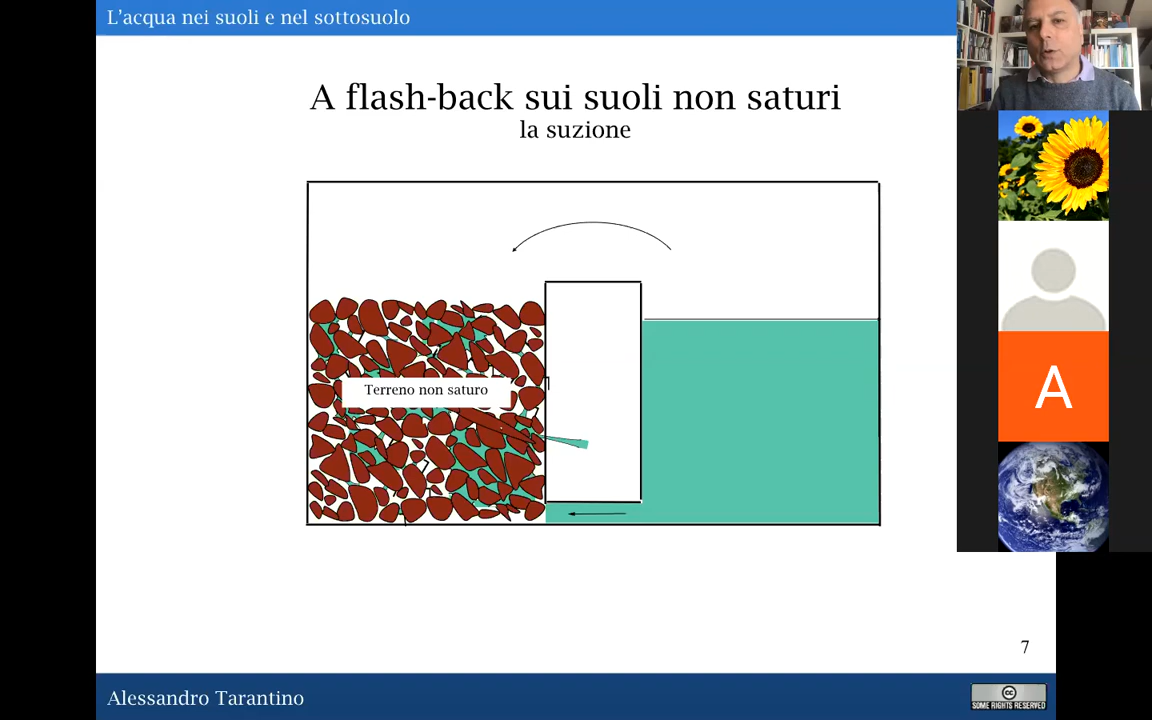 L'acqua nei suoli e nel sottosuolo
A flash-back sui suoli non saturi
la suzione
Terreno non saturo
A
7
Alessandro Tarantino
cc
SOME RIGHTS RESERVED